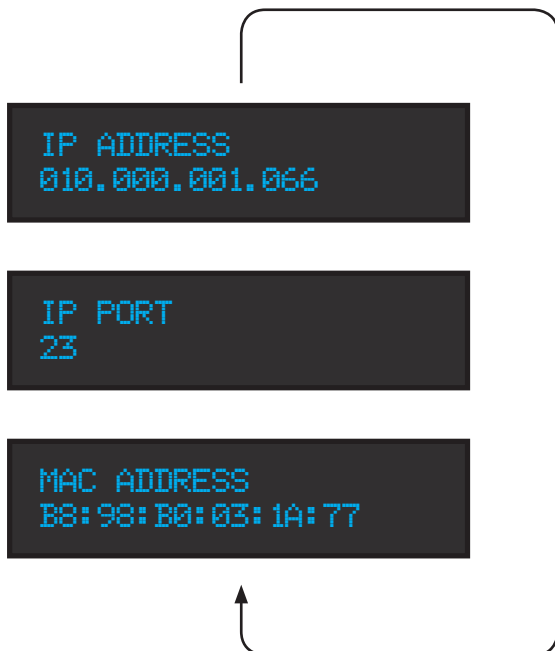 IP ADDRESS
010.000.001.066
IP PORT
23
MAC ADDRESS
B8:98:B0:03:1A:77